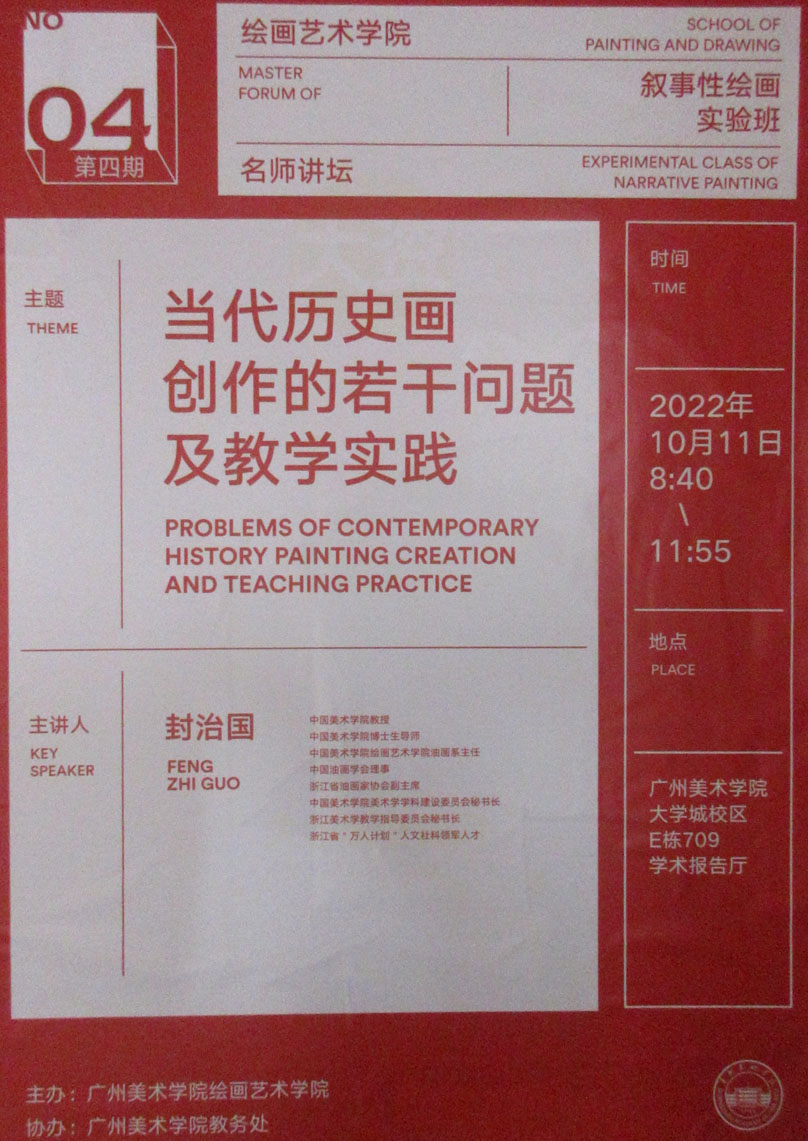 NO
04
第四期
绘画艺术学院
SCHOOL OF
PAINTING AND DRAWING
MASTER
FORUM OF
叙事性绘画
实验班
名师讲坛
EXPERIMENTAL CLASS OF
NARRATIVE PAINTING
主题
THEME
当代历史画
创作的若干问题
及教学实践
PROBLEMS OF CONTEMPORARY
HISTORY PAINTING CREATION
AND TEACHING PRACTICE
主讲人
KEY
SPEAKER
封治国
FENG
ZHI GUO
中国美术学院教授
中国美术学院博士生导师
中国美术学院绘画艺术学院油画系主任
中国油画学会理事
浙江省油画家协会副主席
中国美术学院美术学学科建设委员会秘书长
浙江美术学教学指导委员会秘书长
浙江省“万人计划”人文社科领军人才
时间
TIME
2022年
10月11日
8:40
\
11:55
地点
PLACE
广州美术学院
大学城校区
E栋709
学术报告厅
主办：广州美术学院绘画艺术学院
协办：广州美术学院教务处